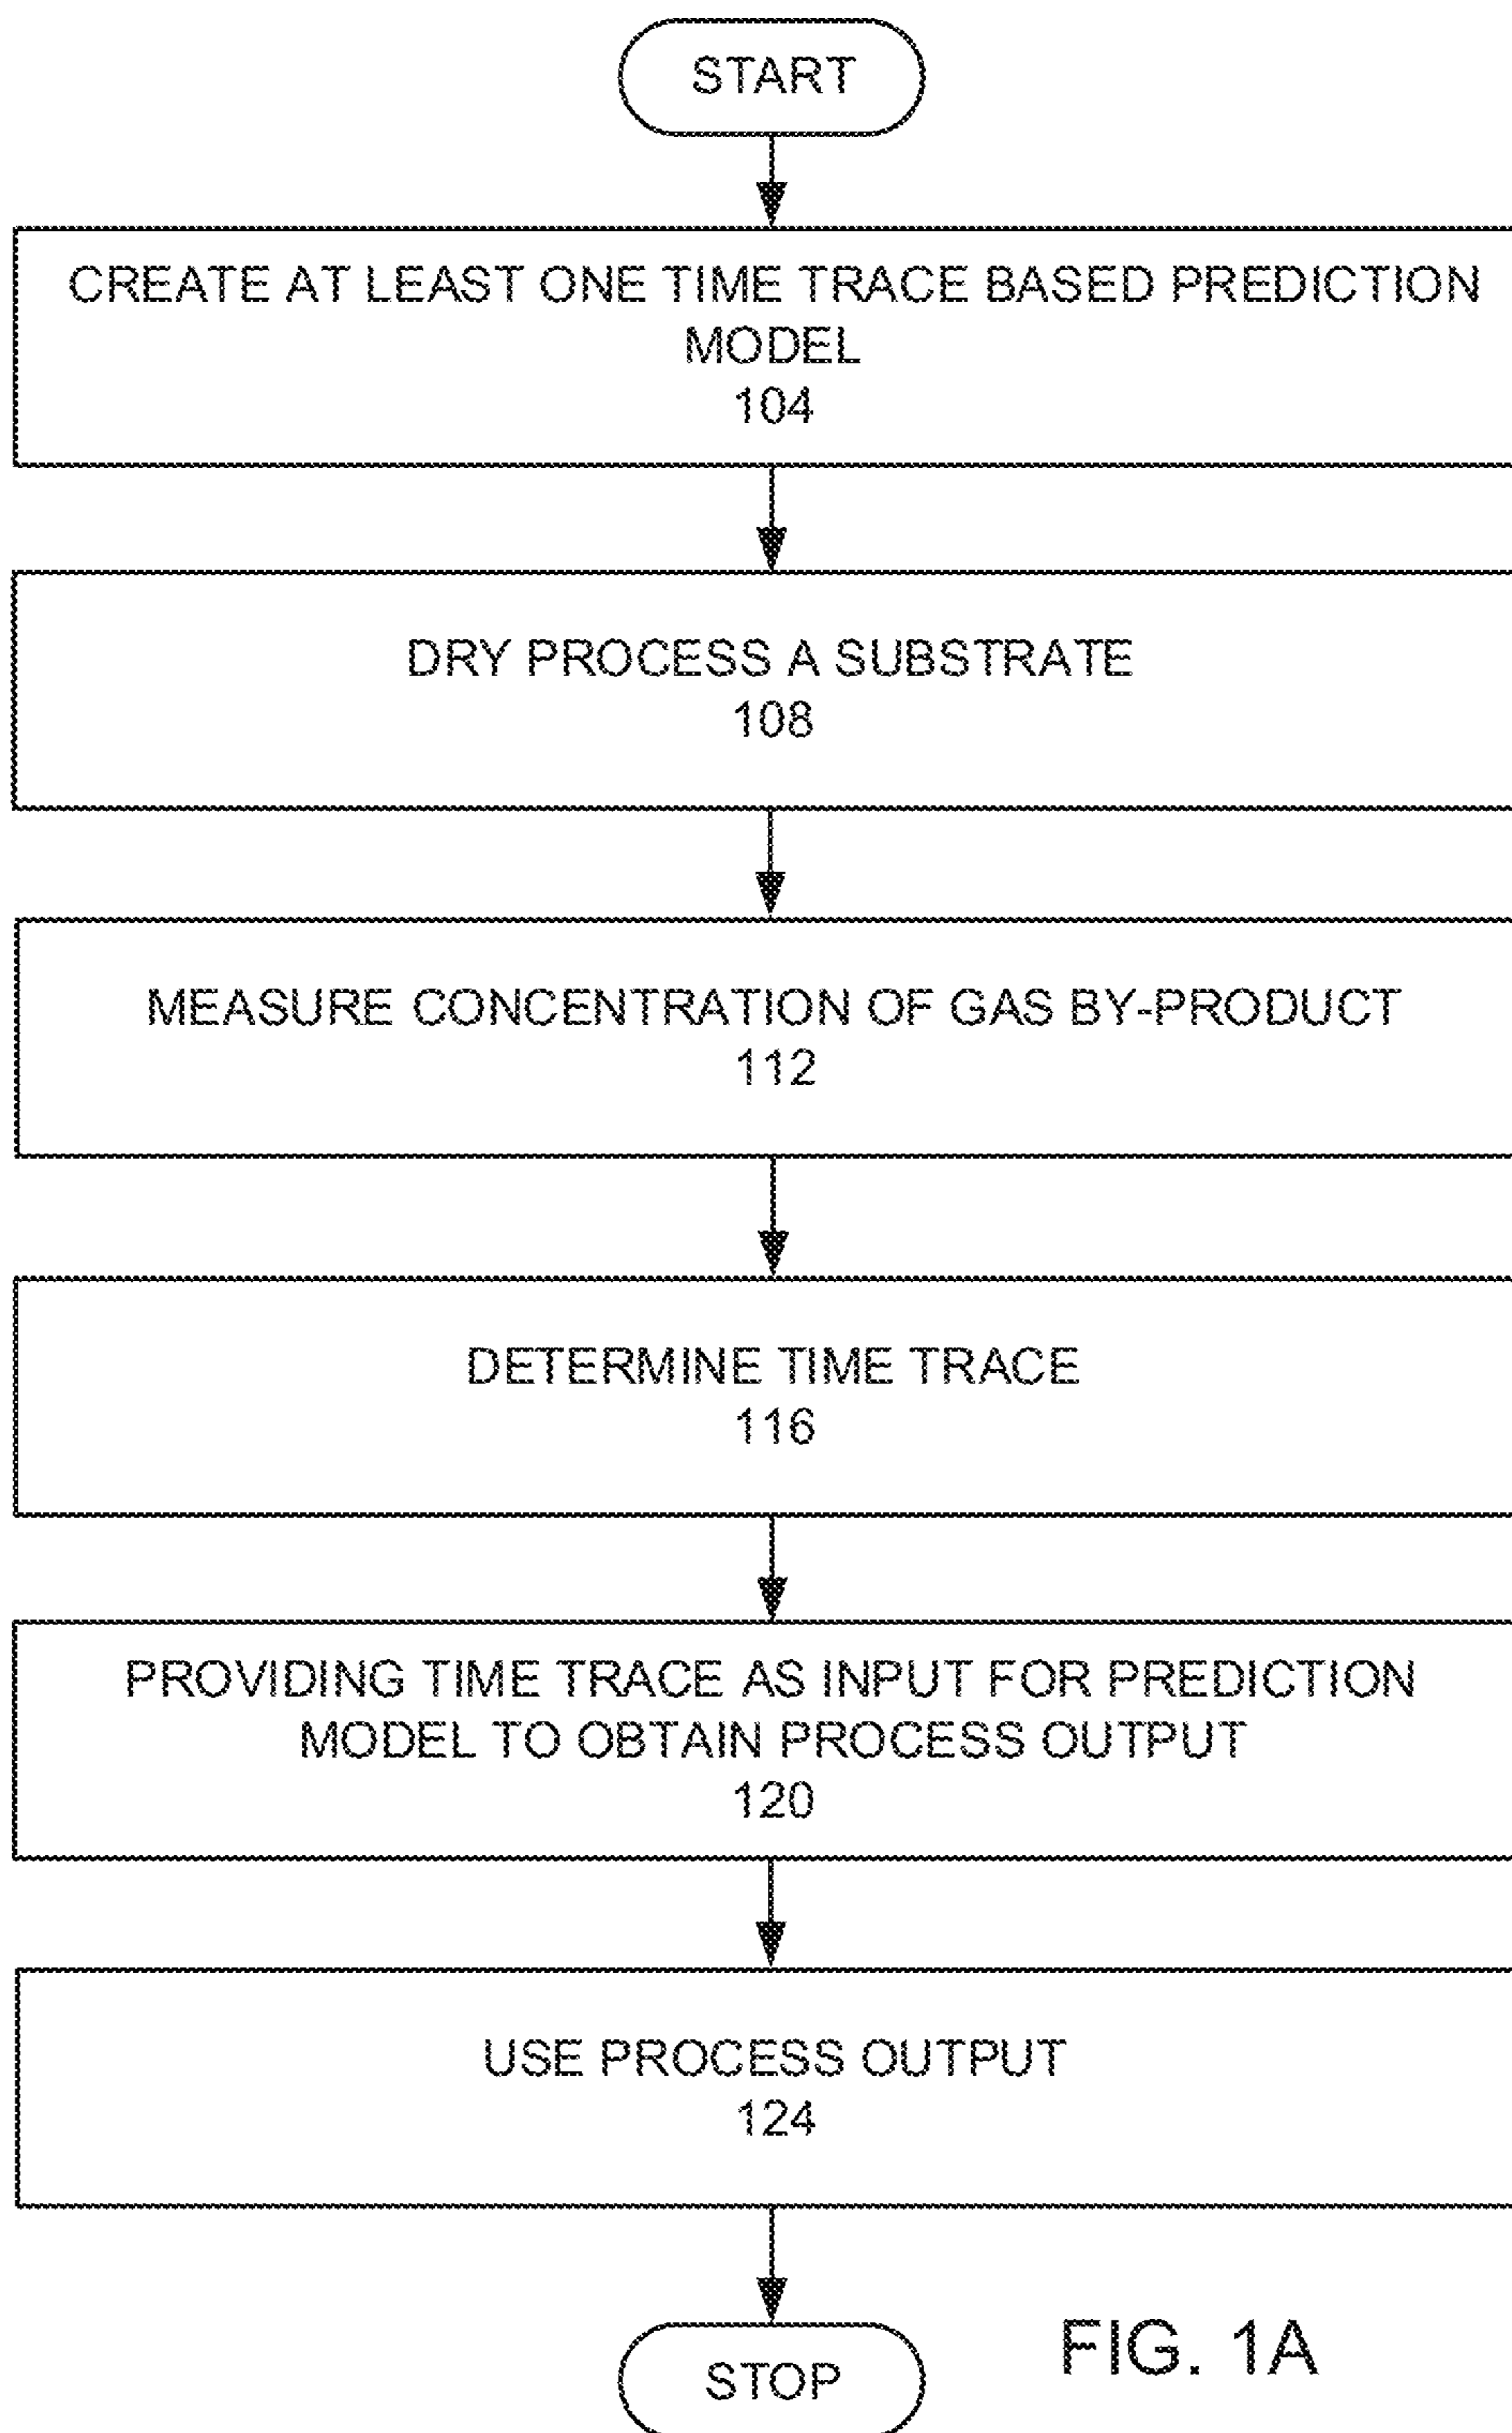 START
CREATE AT LEAST ONE TIME TRACE BASED PREDICTION
MODEL
104
DRY PROCESS A SUBSTRATE
108
MEASURE CONCENTRATION OF GAS BY-PRODUCT
112
DETERMINE TIME TRACE
116
PROVIDING TIME TRACE AS INPUT FOR PREDICTION
MODEL TO OBTAIN PROCESS OUTPUT
120
USE PROCESS OUTPUT
124
STOP
FIG. 1A